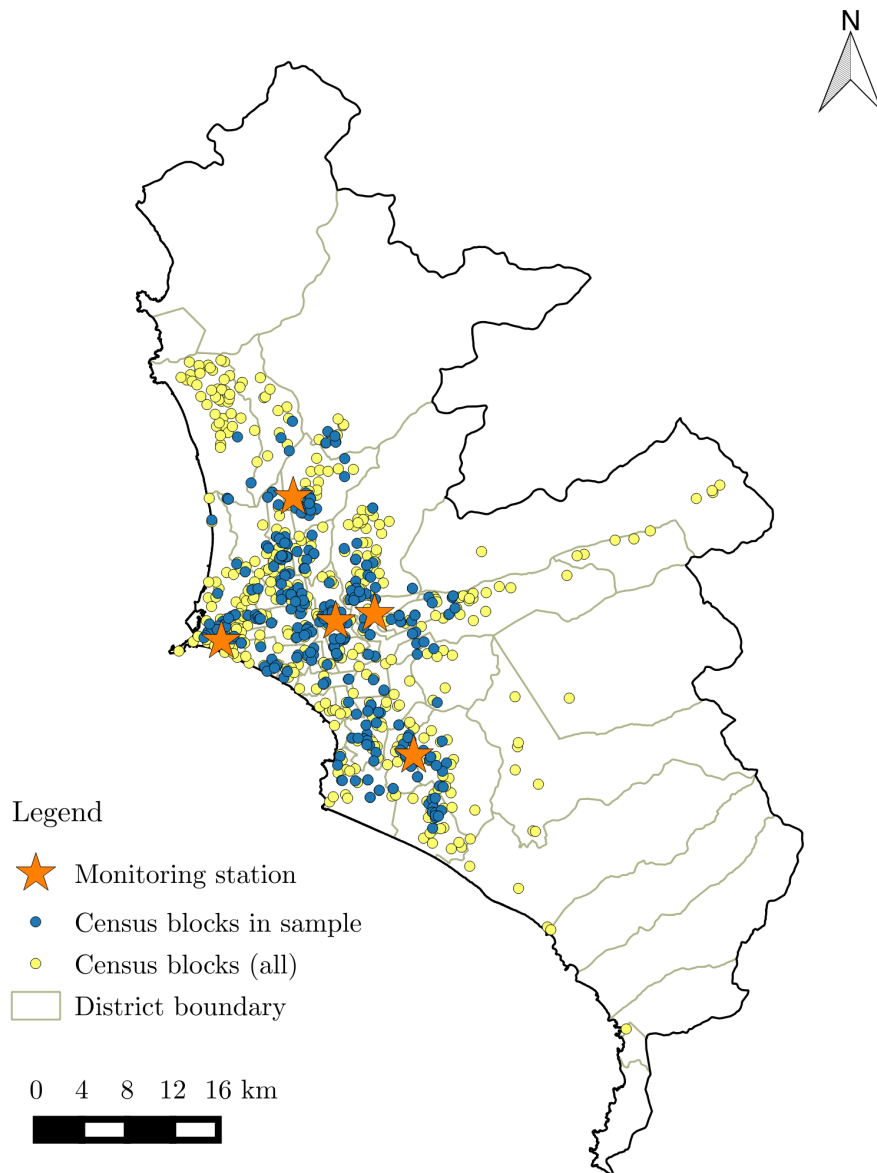 N
Legend
Monitoring station
Census blocks in sample
Census blocks (all)
District boundary
0 4 8 12 16 km